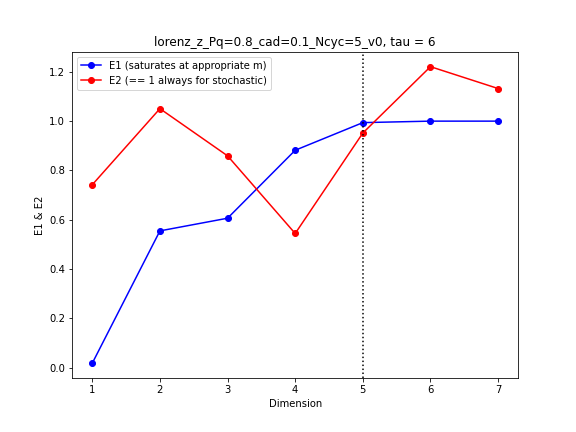 lorenz_z_Pq=0.8_cad=0.1_Ncyc=5_v0, tau = 6
E1 (saturates at appropriate m)
E2 (== 1 always for stochastic)
E1 & E2
1.2
1.0
0.8
0.6
0.4
0.2
0.0
1 2 3 4 5 6 7
Dimension